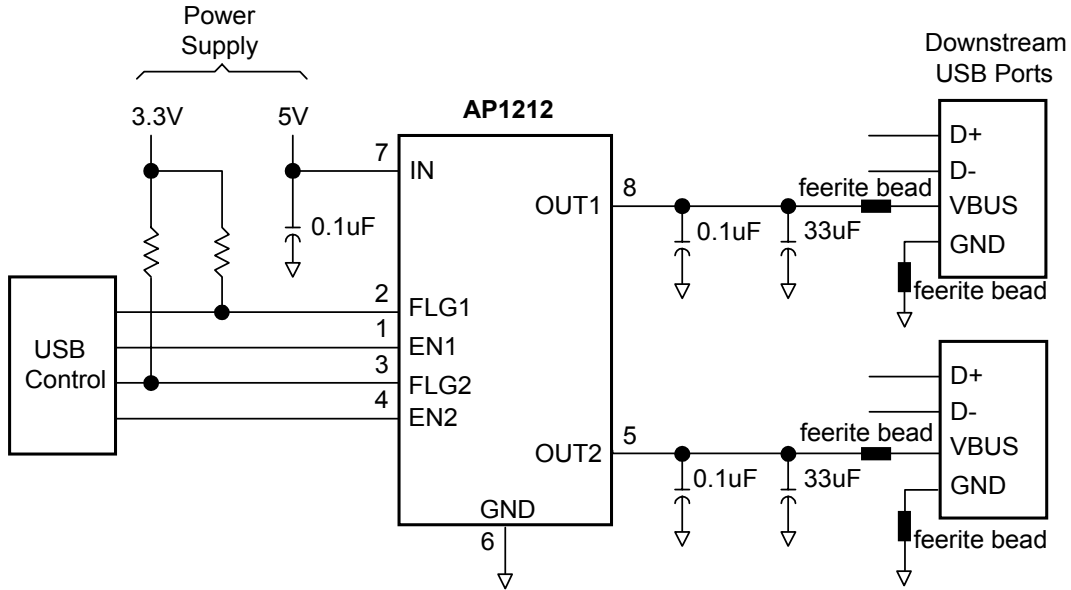 Power
Supply
3.3V
5V
0.1uF
USB
Control
AP1212
7
IN
2
FLG1
1
EN1
3
FLG2
4
EN2
GND
6
OUT1
8
OUT2
5
0.1uF
33uF
feerite bead
Downstream
USB Ports
D+
D-
VBUS
GND
feerite bead
0.1uF
33uF
feerite bead
D+
D-
VBUS
GND
feerite bead